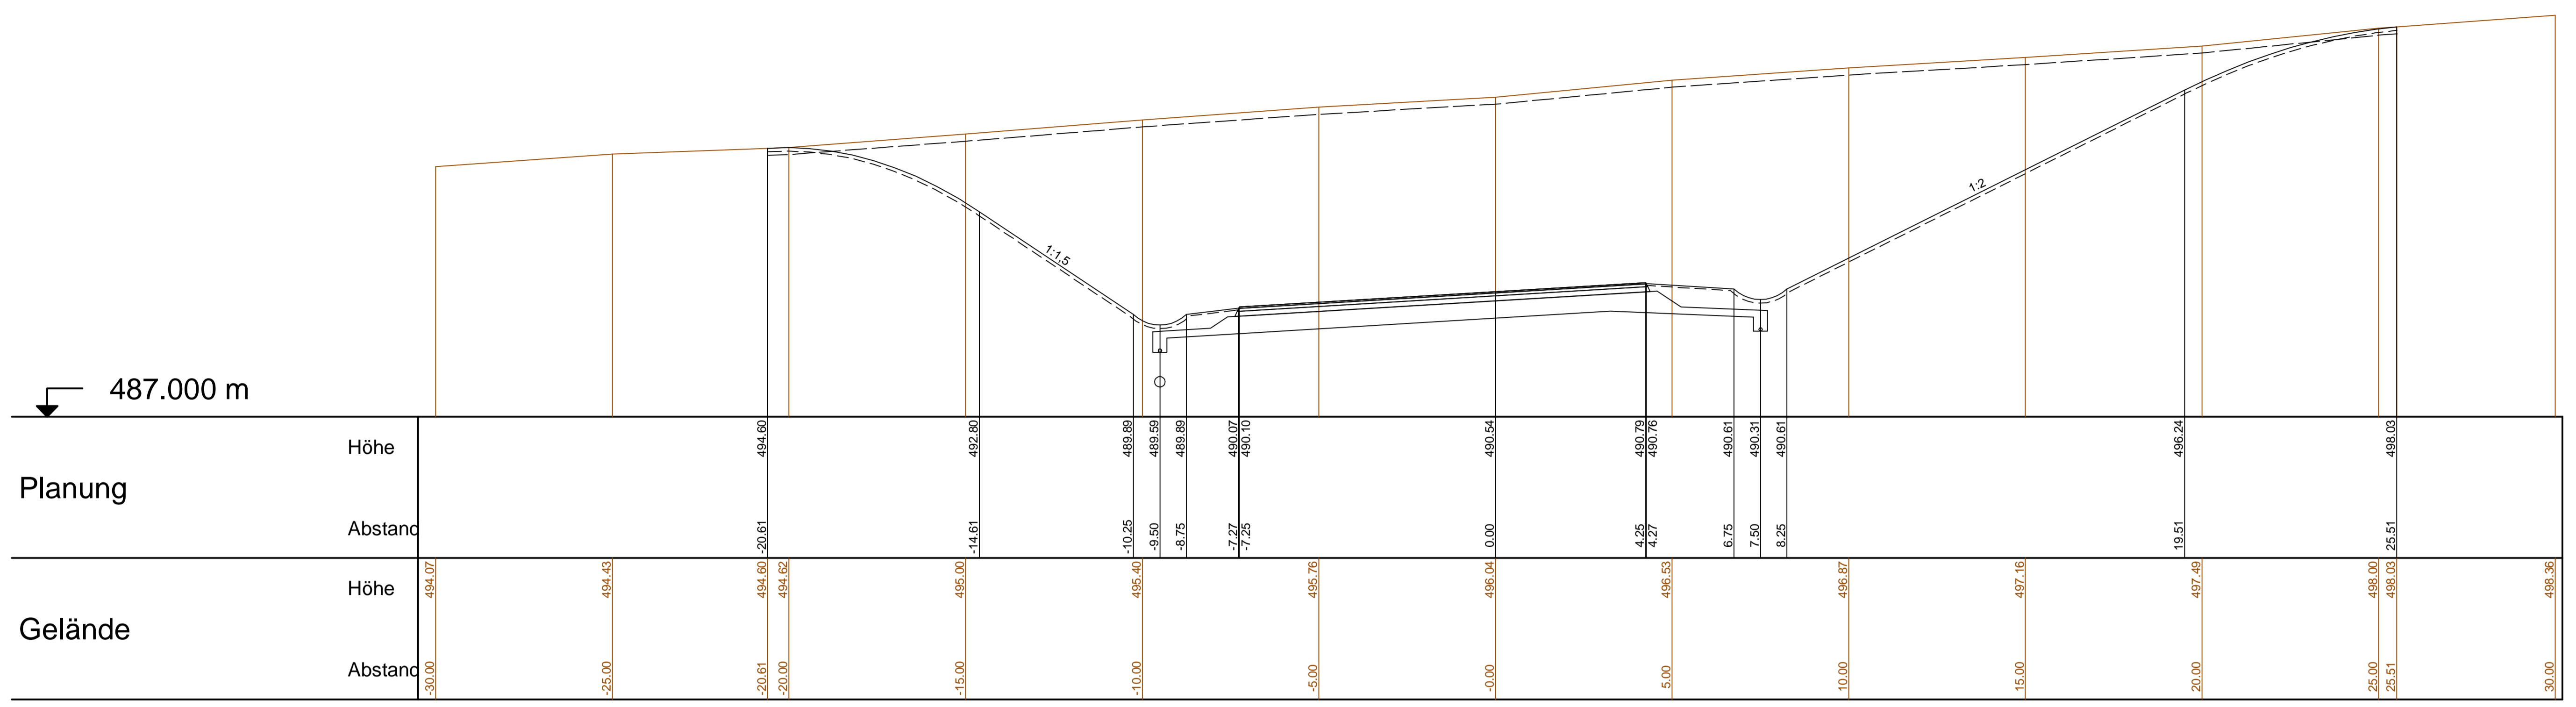 1:1,5
1:2
487.000 m
Planung
Höhe
494.60 492.80 489.89 489.59 489.89 490.07 490.10 490.54 490.79 490.76 490.61 490.31 490.61 496.24 498.03
Abstand
-20.61 -14.61 -10.25 -9.50 -8.75 -7.27 -7.25 0.00 4.25 4.27 6.75 7.50 8.25 19.51 25.51
Gelände
Höhe
494.07 494.43 494.60 494.62 495.00 495.40 495.76 496.04 496.53 496.87 497.16 497.49 498.00 498.03 498.36
Abstand
-30.00 -25.00 -20.61 -20.00 -15.00 -10.00 -5.00 -0.00 5.00 10.00 15.00 20.00 25.00 25.51 30.00